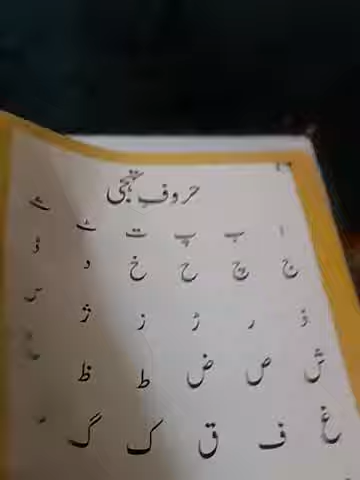 حروفِ تہجی
ا ب پ ت ٹ ث
ج چ ح خ د ڈ
ذ ر ڑ ز ژ س
ش ص ض ط ظ
غ ف ق ک گ